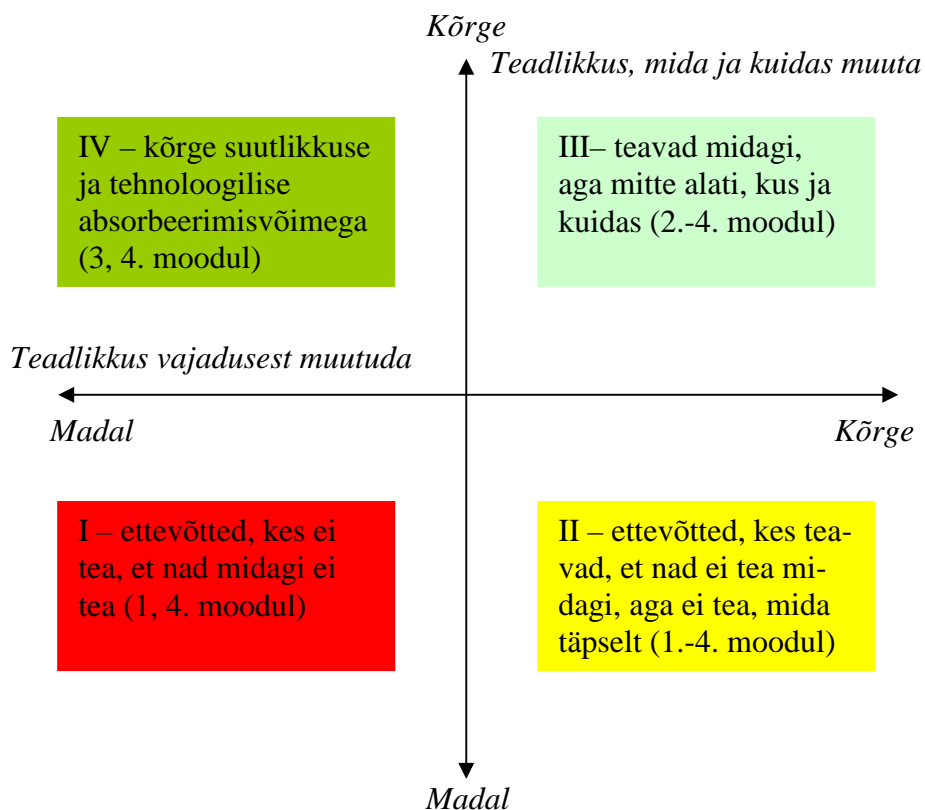 Kõrge
Teadlikkus, mida ja kuidas muuta
IV – kõrge suutlikkuse
ja tehnoloogilise
absorbeerimisvõimega
(3, 4. moodul)
III– teavad midagi,
aga mitte alati, kus ja
kuidas (2.-4. moodul)
Teadlikkus vajadusest muutuda
Madal
Kõrge
I – ettevõtted, kes ei
tea, et nad midagi ei
tea (1, 4. moodul)
II – ettevõtted, kes tea-
vad, et nad ei tea mi-
dagi, aga ei tea, mida
täpselt (1.-4. moodul)
Madal